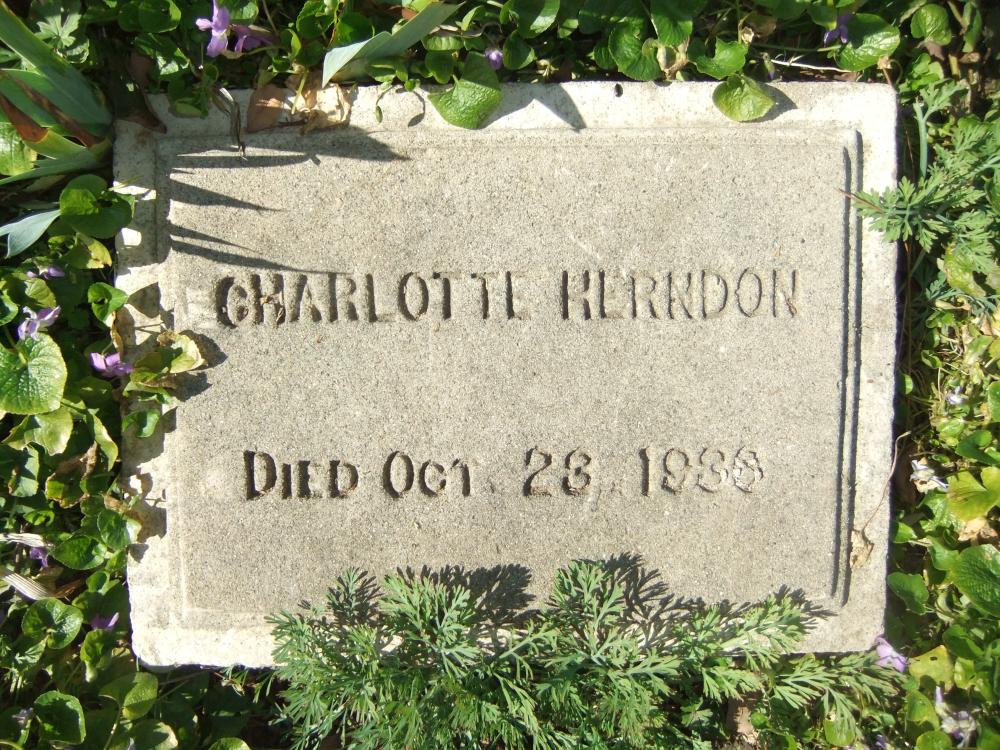 CHARLOTTE HERNDON
DIED OCT. 23, 1936